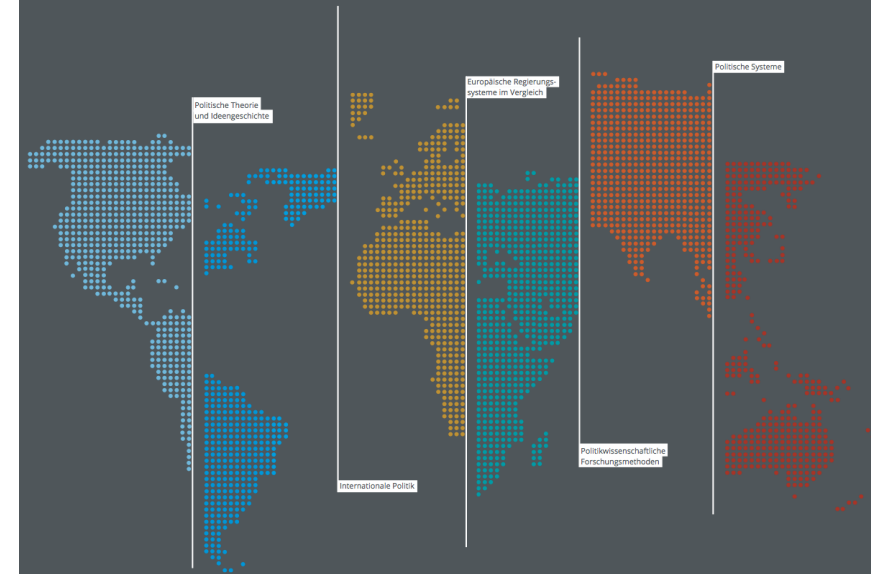 Politische Theorie
und Ideengeschichte
Internationale Politik
Europäische Regierungs-
systeme im Vergleich
Politikwissenschaftliche
Forschungsmethoden
Politische Systeme